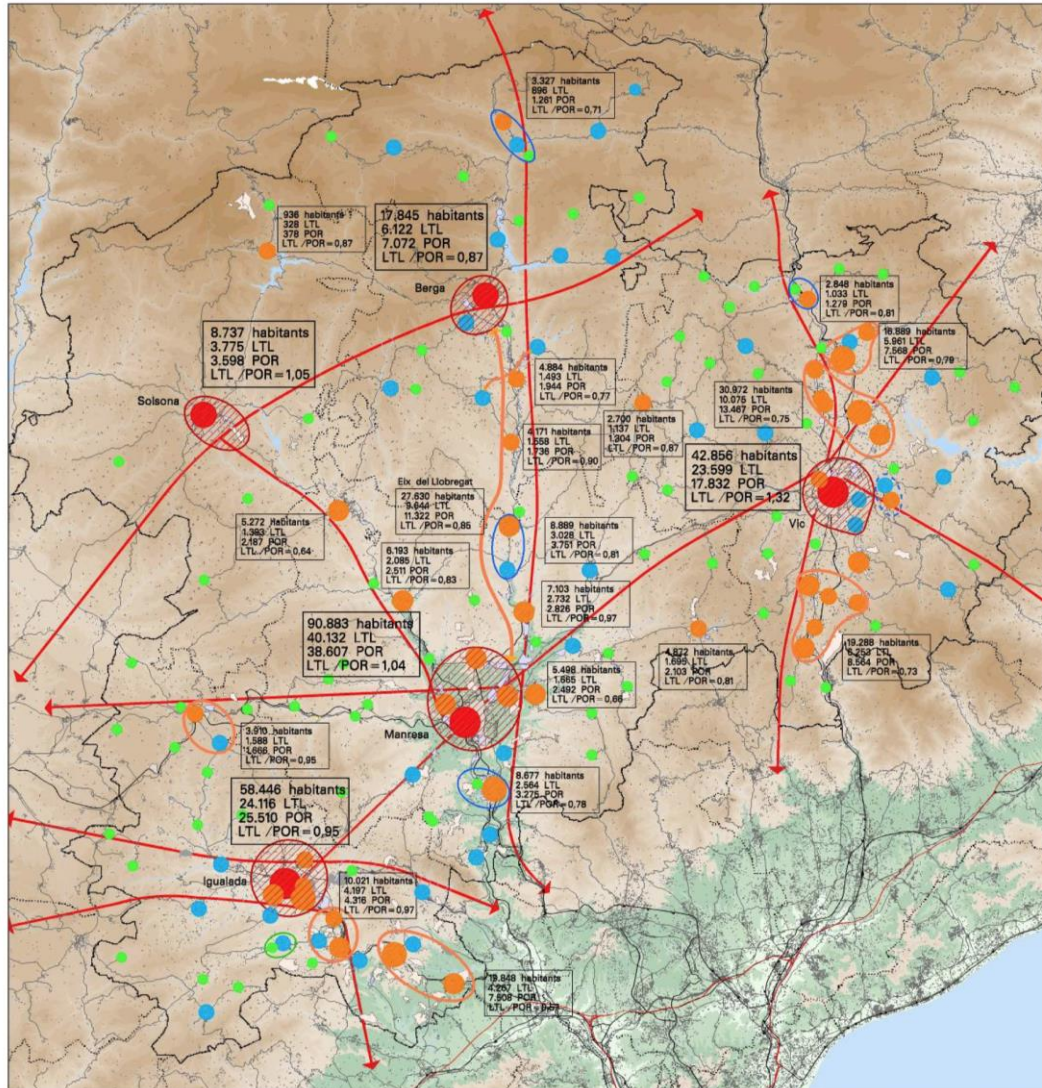 3.327 habitants
896 LTL
1.261 POR
LTL /POR=0,71
936 habitants
328 LTL
378 POR
LTL /POR=0,87
17.845 habitants
6.122 LTL
7.072 POR
LTL /POR=0,87
Berga
2.848 habitants
1.033 LTL
1.279 POR
LTL /POR=0,81
8.737 habitants
3.775 LTL
3.598 POR
LTL /POR=1,05
Solsona
18.889 habitants
5.961 LTL
7.568 POR
LTL /POR=0,79
4.884 habitants
1.493 LTL
1.944 POR
LTL /POR=0,77
30.972 habitants
10.075 LTL
13.467 POR
LTL /POR=0,75
4.171 habitants
1.558 LTL
1.736 POR
LTL /POR=0,90
2.700 habitants
1.137 LTL
1.304 POR
LTL /POR=0,87
42.856 habitants
23.599 LTL
17.832 POR
LTL /POR=1,32
Vic
Eix del Llobregat
27.630 habitants
9.644 LTL
11.322 POR
LTL /POR=0,85
5.272 habitants
1.393 LTL
2.187 POR
LTL /POR=0,64
8.889 habitants
3.028 LTL
3.751 POR
LTL /POR=0,81
6.193 habitants
2.085 LTL
2.511 POR
LTL /POR=0,83
7.103 habitants
2.732 LTL
2.826 POR
LTL /POR=0,97
90.883 habitants
40.132 LTL
38.607 POR
LTL /POR=1,04
Manresa
4.872 habitants
1.695 LTL
2.103 POR
LTL /POR=0,81
19.288 habitants
6.253 LTL
8.564 POR
LTL /POR=0,73
5.498 habitants
1.665 LTL
2.492 POR
LTL /POR=0,66
3.910 habitants
1.588 LTL
1.666 POR
LTL /POR=0,95
8.677 habitants
2.564 LTL
3.275 POR
LTL /POR=0,78
58.446 habitants
24.116 LTL
25.510 POR
LTL /POR=0,95
Igualada
10.021 habitants
4.197 LTL
4.316 POR
LTL /POR=0,97
19.848 habitants
4.267 LTL
7.508 POR